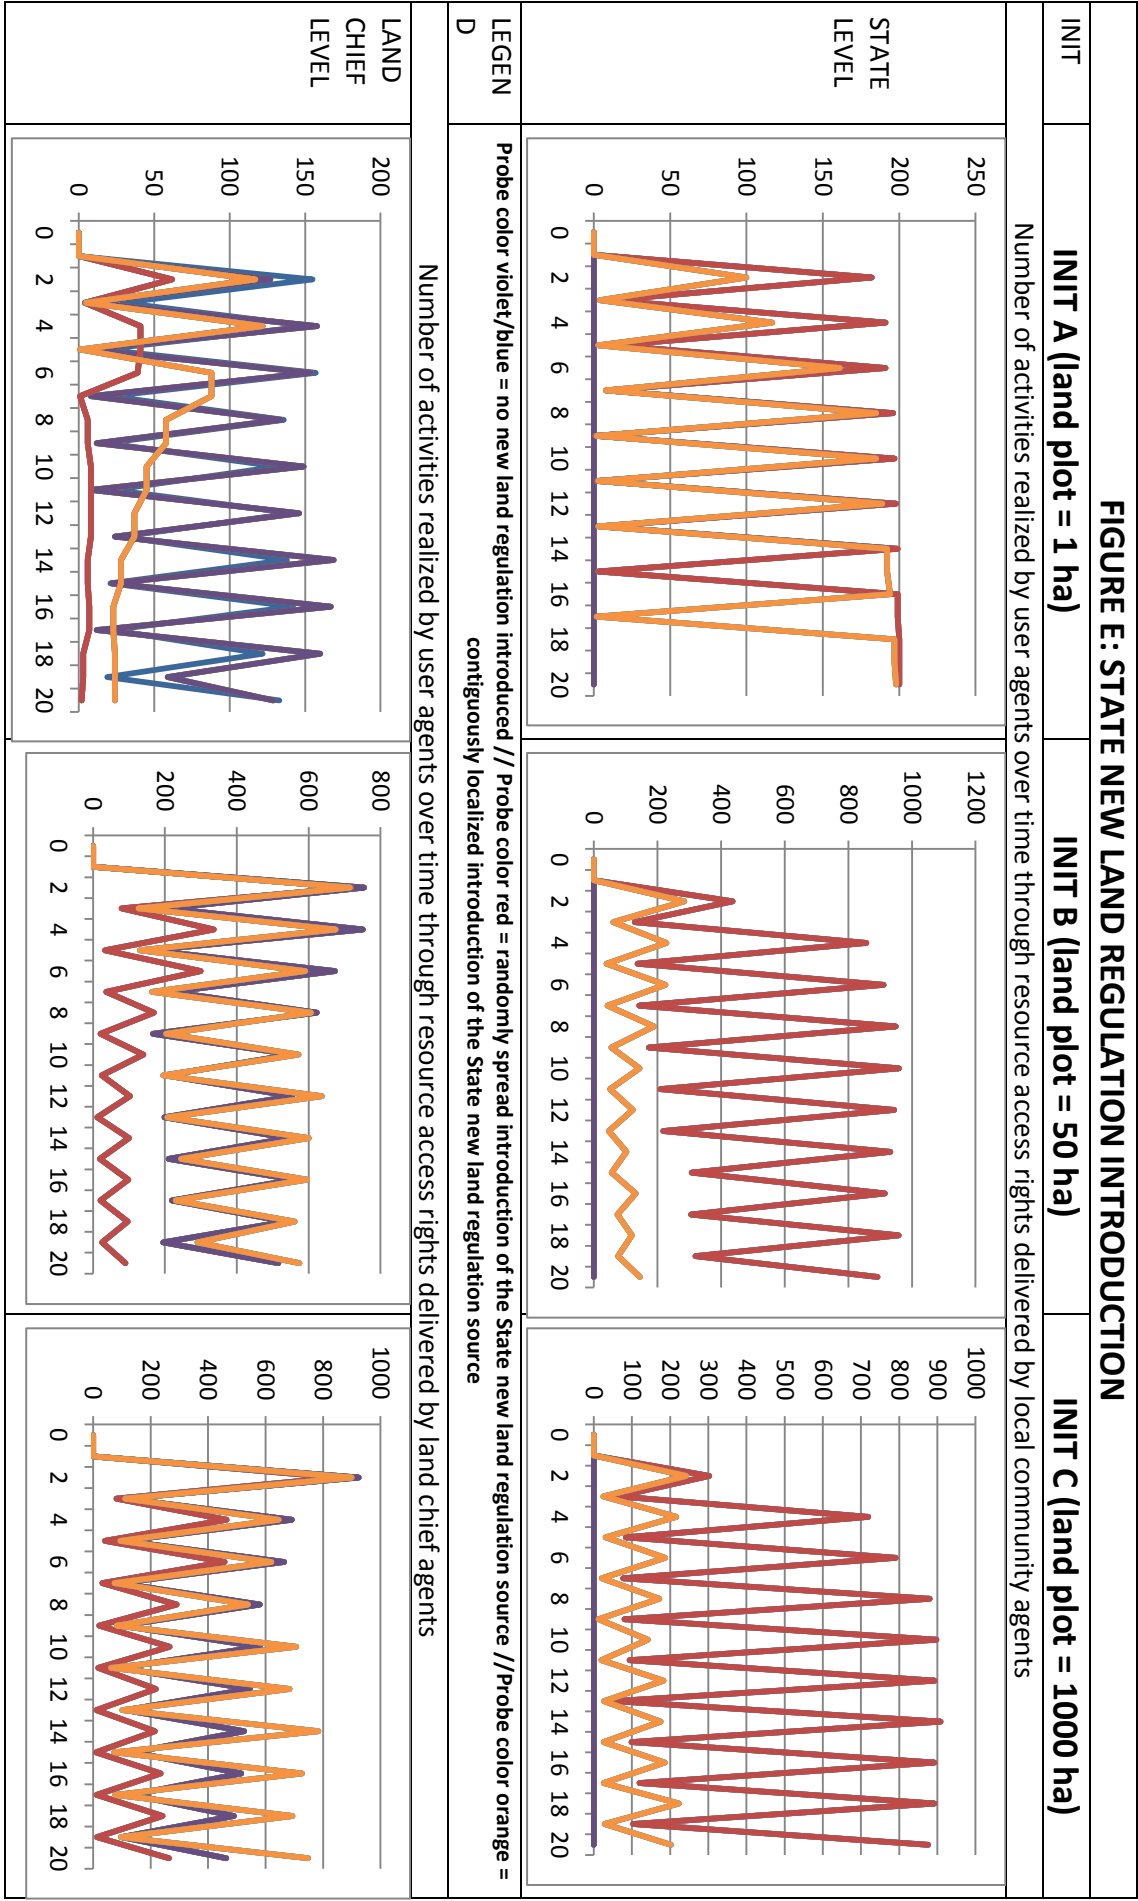 FIGURE E: STATE NEW LAND REGULATION INTRODUCTION
INIT
INIT A (land plot = 1 ha)
INIT B (land plot = 50 ha)
INIT C (land plot = 1000 ha)
Number of activities realized by user agents over time through resource access rights delivered by local community agents
STATE
LEVEL
250
200
150
100
50
0
0 2 4 6 8 10 12 14 16 18 20
1200
1000
800
600
400
200
0
0 2 4 6 8 10 12 14 16 18 20
1000
900
800
700
600
500
400
300
200
100
0
0 2 4 6 8 10 12 14 16 18 20
LEGEN
D
Probe color violet/blue = no new land regulation introduced // Probe color red = randomly spread introduction of the State new land regulation source //Probe color orange =
contiguously localized introduction of the State new land regulation source
Number of activities realized by user agents over time through resource access rights delivered by land chief agents
LAND
CHIEF
LEVEL
200
150
100
50
0
0 2 4 6 8 10 12 14 16 18 20
800
600
400
200
0
0 2 4 6 8 10 12 14 16 18 20
1000
800
600
400
200
0
0 2 4 6 8 10 12 14 16 18 20